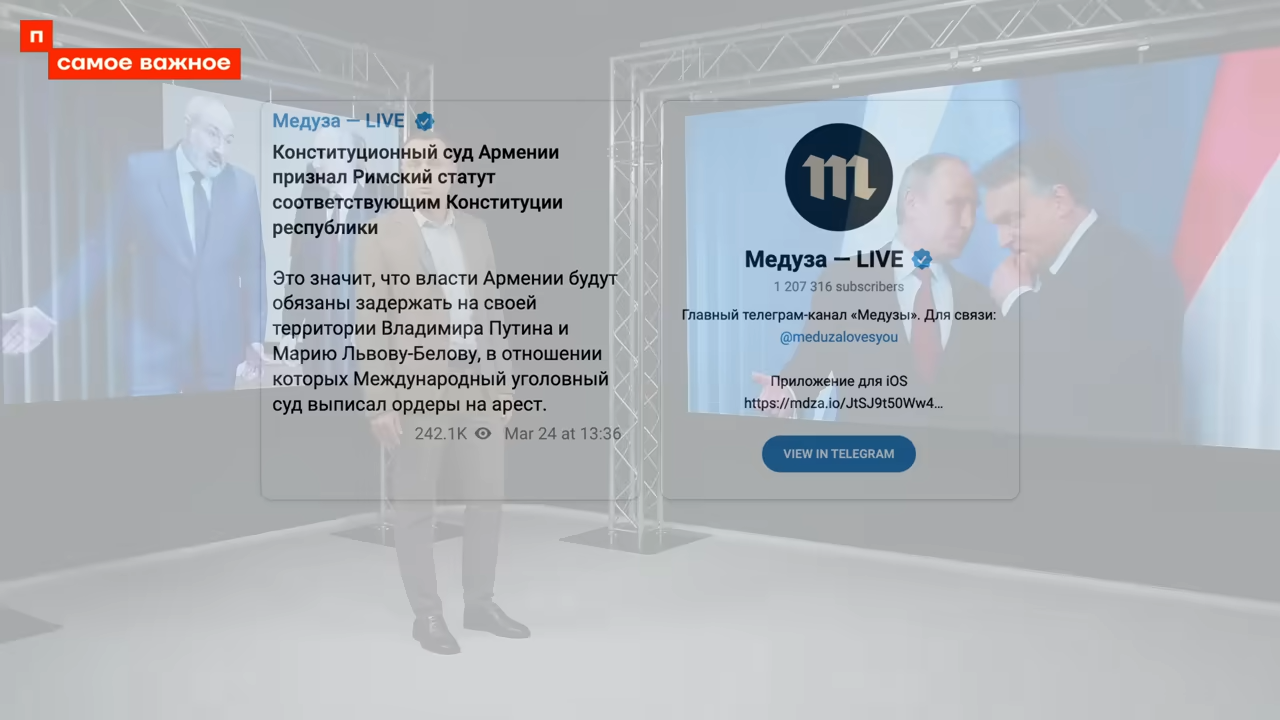 п
самое важное
Медуза — LIVE
Конституционный суд Армении
признал Римский статут
соответствующим Конституции
республики
Это значит, что власти Армении будут
обязаны задержать на своей
территории Владимира Путина и
Марию Львову-Белову, в отношении
которых Международный уголовный
суд выписал ордеры на арест.
242.1K Mar 24 at 13:36
m
Медуза — LIVE
1 207 316 subscribers
Главный телеграм-канал «Медузы». Для связи:
@meduzalovesyou
Приложение для iOS
https://mdza.io/JtSJ9t50Ww4…
VIEW IN TELEGRAM